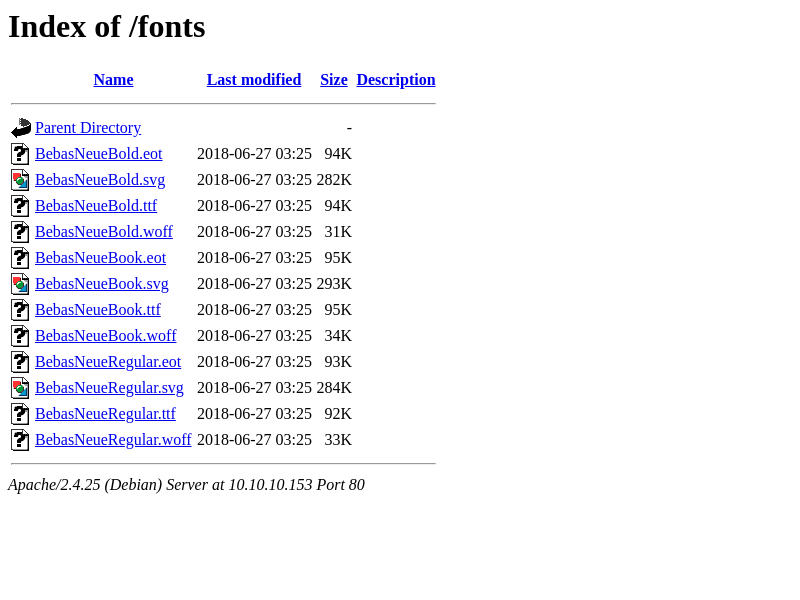 Index of /fonts
Name Last modified Size Description
Parent Directory -
BebasNeueBold.eot 2018-06-27 03:25 94K
BebasNeueBold.svg 2018-06-27 03:25 282K
BebasNeueBold.ttf 2018-06-27 03:25 94K
BebasNeueBold.woff 2018-06-27 03:25 31K
BebasNeueBook.eot 2018-06-27 03:25 95K
BebasNeueBook.svg 2018-06-27 03:25 293K
BebasNeueBook.ttf 2018-06-27 03:25 95K
BebasNeueBook.woff 2018-06-27 03:25 34K
BebasNeueRegular.eot 2018-06-27 03:25 93K
BebasNeueRegular.svg 2018-06-27 03:25 284K
BebasNeueRegular.ttf 2018-06-27 03:25 92K
BebasNeueRegular.woff 2018-06-27 03:25 33K
Apache/2.4.25 (Debian) Server at 10.10.10.153 Port 80